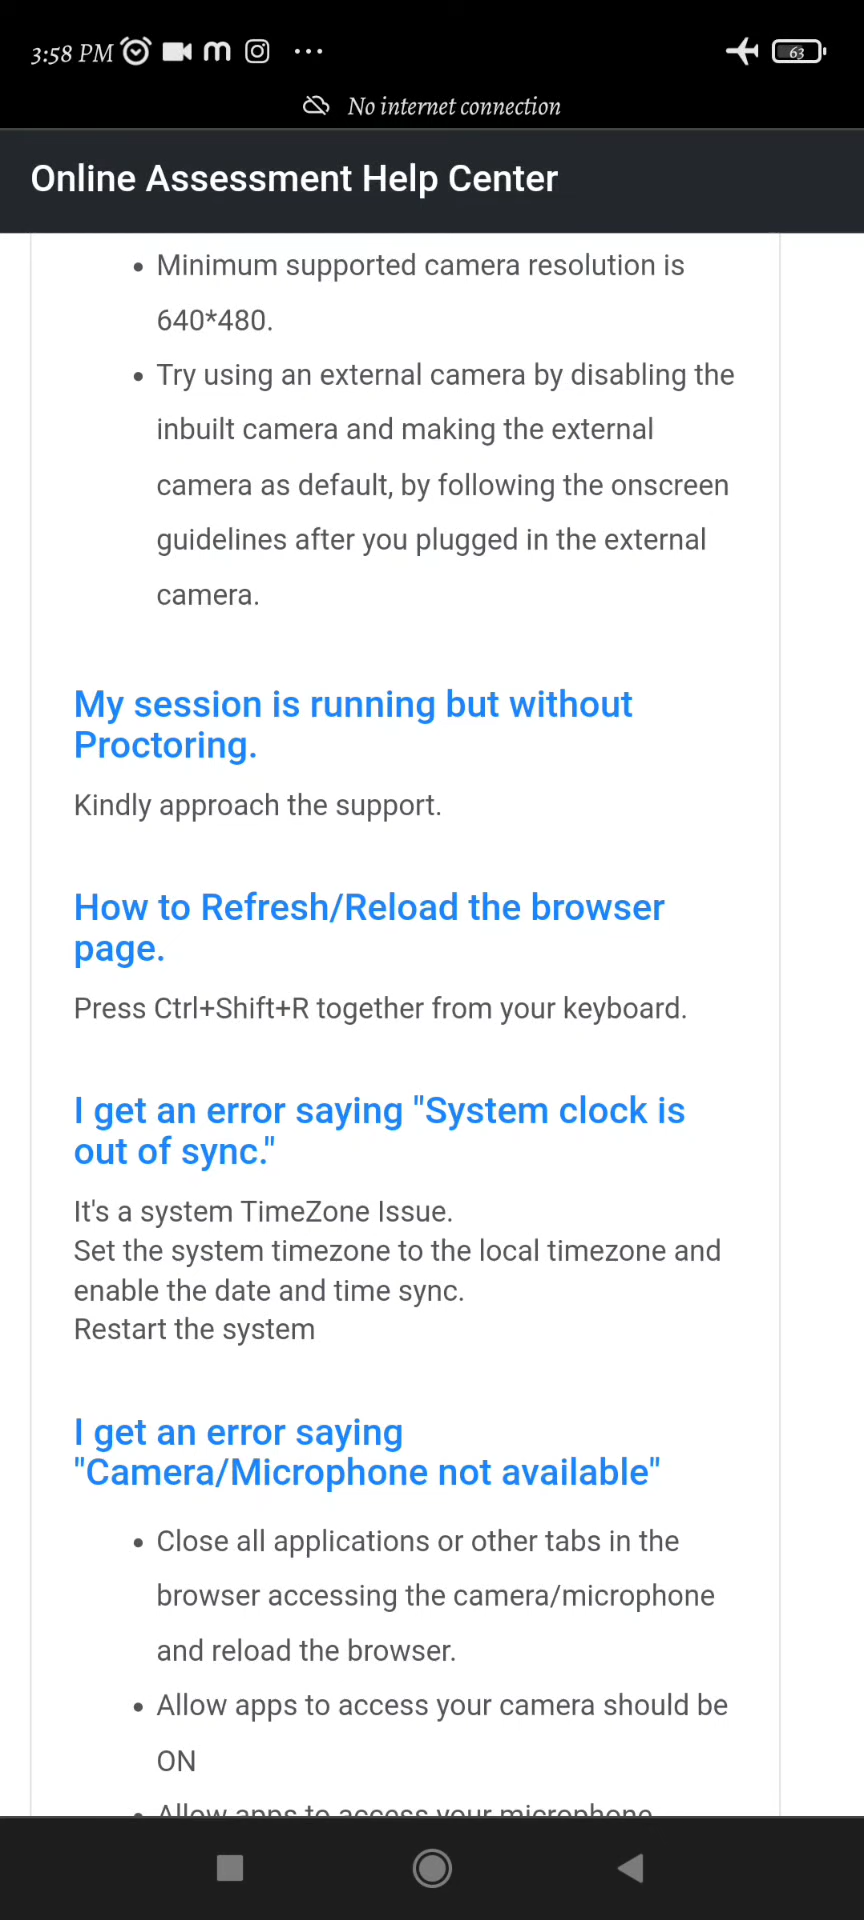 3:58 PM m 63
No internet connection
Online Assessment Help Center
• Minimum supported camera resolution is
640*480.
• Try using an external camera by disabling the
inbuilt camera and making the external
camera as default, by following the onscreen
guidelines after you plugged in the external
camera.
My session is running but without
Proctoring.
Kindly approach the support.
How to Refresh/Reload the browser
page.
Press Ctrl+Shift+R together from your keyboard.
I get an error saying "System clock is
out of sync."
It's a system TimeZone Issue.
Set the system timezone to the local timezone and
enable the date and time sync.
Restart the system
I get an error saying
"Camera/Microphone not available"
• Close all applications or other tabs in the
browser accessing the camera/microphone
and reload the browser.
• Allow apps to access your camera should be
ON
• Allow apps to access your microphone